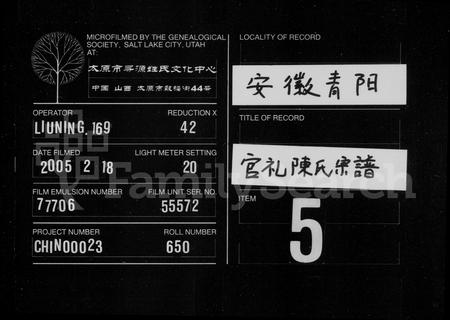 MICROFILMED BY THE GENEALOGICAL
SOCIETY, SALT LAKE CITY, UTAH
AT:
太原市寻源姓氏文化中心
中国 山西 太原市鼓楼街44号
OPERATOR
LIUNING.169
REDUCTION X
42
DATE FILMED
2005 2 18
LIGHT METER SETTING
20
FILM EMULSION NUMBER
77706
FILM UNIT SER. NO.
55572
PROJECT NUMBER
CHIN00023
ROLL NUMBER
650
LOCALITY OF RECORD
安徽青阳
TITLE OF RECORD
官礼陳氏宗譜
ITEM
5
FamilySearch